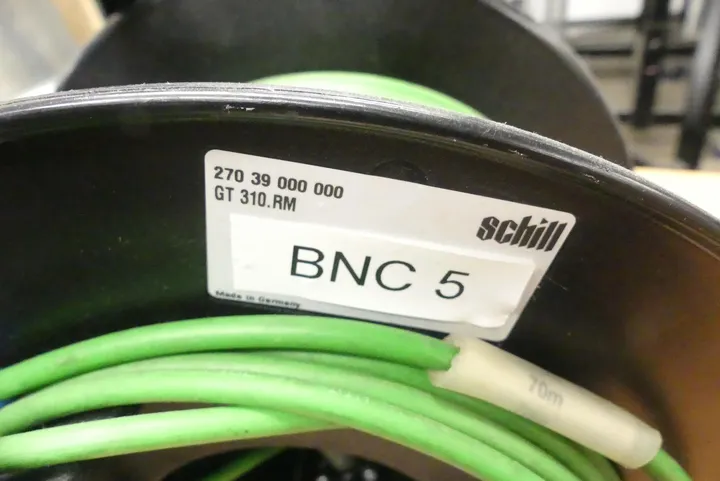 270 39 000 000
GT 310.RM
schill
BNC 5
Made in Germany
70m